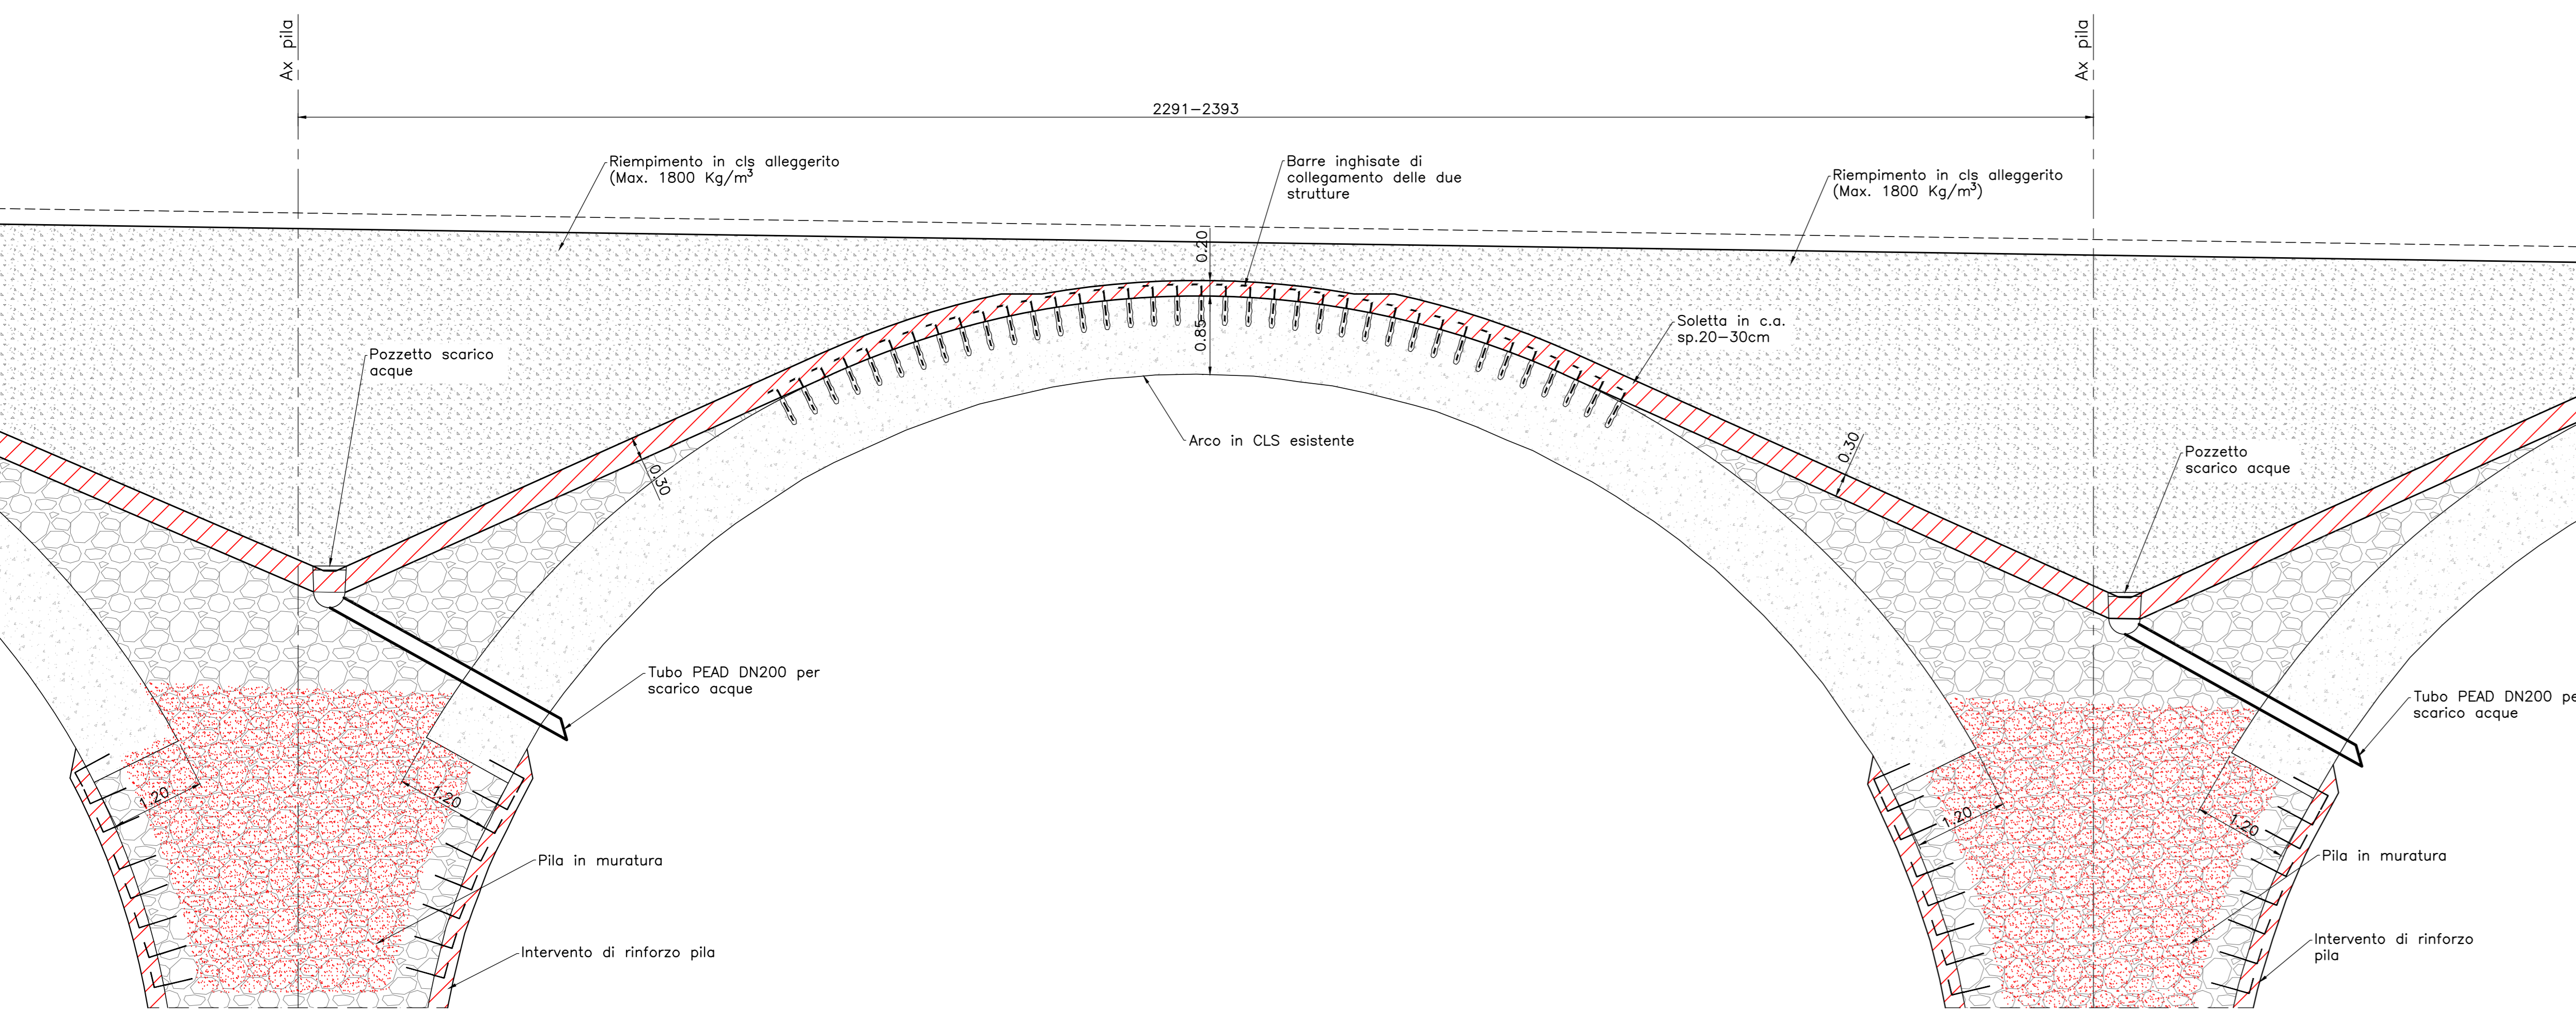 Ax pila
Ax pila
2291-2393
Riempimento in cls alleggerito
(Max. 1800 Kg/m³
Barre inghisate di
collegamento delle due
strutture
Riempimento in cls alleggerito
(Max. 1800 Kg/m³)
0.20
0.85
Soletta in c.a.
sp.20-30cm
Pozzetto scarico
acque
Arco in CLS esistente
0.30
0.30
Pozzetto
scarico acque
Tubo PEAD DN200 per
scarico acque
Tubo PEAD DN200 pe
scarico acque
1.20
1.20
1.20
1.20
Pila in muratura
Pila in muratura
Intervento di rinforzo pila
Intervento di rinforzo
pila